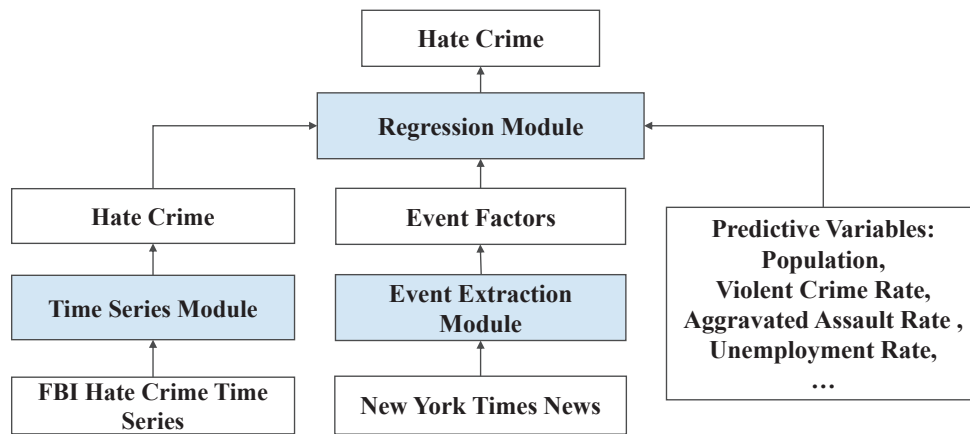 Hate Crime
Regression Module
Hate Crime
Event Factors
Predictive Variables:
Population,
Violent Crime Rate,
Aggravated Assault Rate ,
Unemployment Rate,
…
Time Series Module
Event Extraction
Module
FBI Hate Crime Time
Series
New York Times News